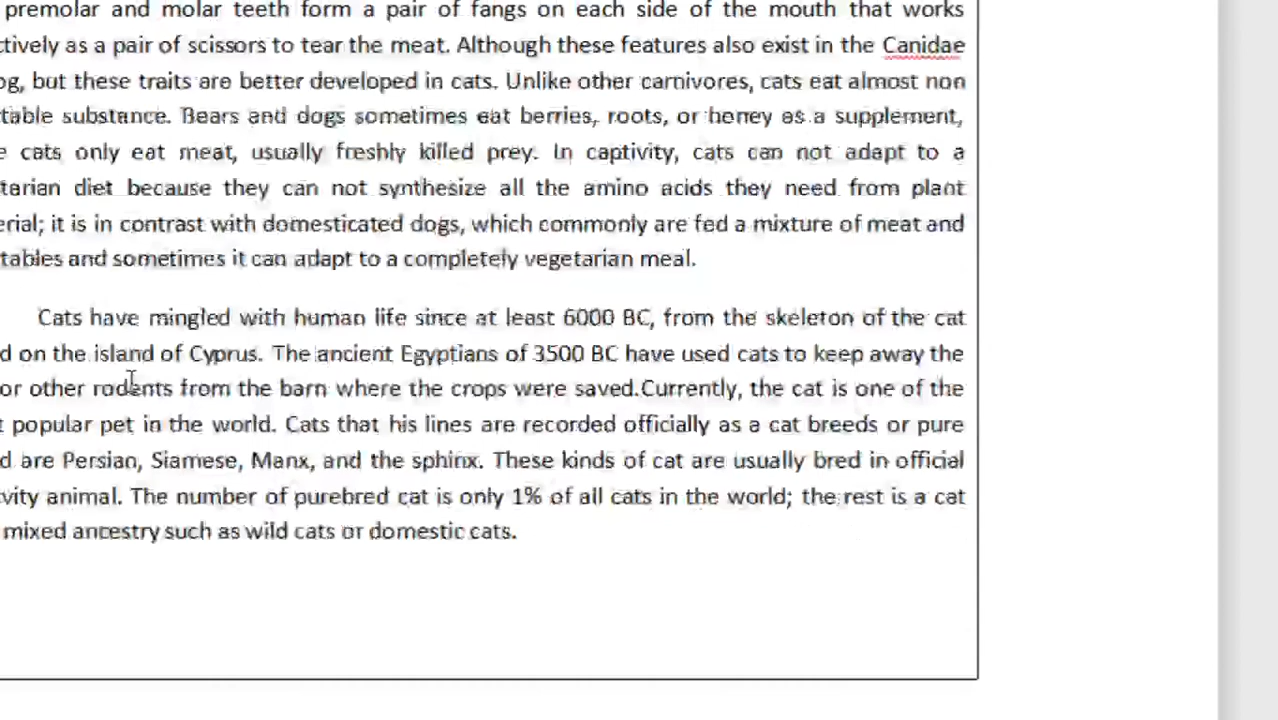 premolar and molar teeth form a pair of fangs on each side of the mouth that works
ctively as a pair of scissors to tear the meat. Although these features also exist in the Canidae
og, but these traits are better developed in cats. Unlike other carnivores, cats eat almost non
table substance. Bears and dogs sometimes eat berries, roots, or honey as a supplement,
e cats only eat meat, usually freshly killed prey. In captivity, cats can not adapt to a
tarian diet because they can not synthesize all the amino acids they need from plant
erial; it is in contrast with domesticated dogs, which commonly are fed a mixture of meat and
tables and sometimes it can adapt to a completely vegetarian meal.
Cats have mingled with human life since at least 6000 BC, from the skeleton of the cat
d on the island of Cyprus. The ancient Egyptians of 3500 BC have used cats to keep away the
or other rodents from the barn where the crops were saved.Currently, the cat is one of the
t popular pet in the world. Cats that his lines are recorded officially as a cat breeds or pure
d are Persian, Siamese, Manx, and the sphinx. These kinds of cat are usually bred in official
vity animal. The number of purebred cat is only 1% of all cats in the world; the rest is a cat
mixed ancestry such as wild cats or domestic cats.